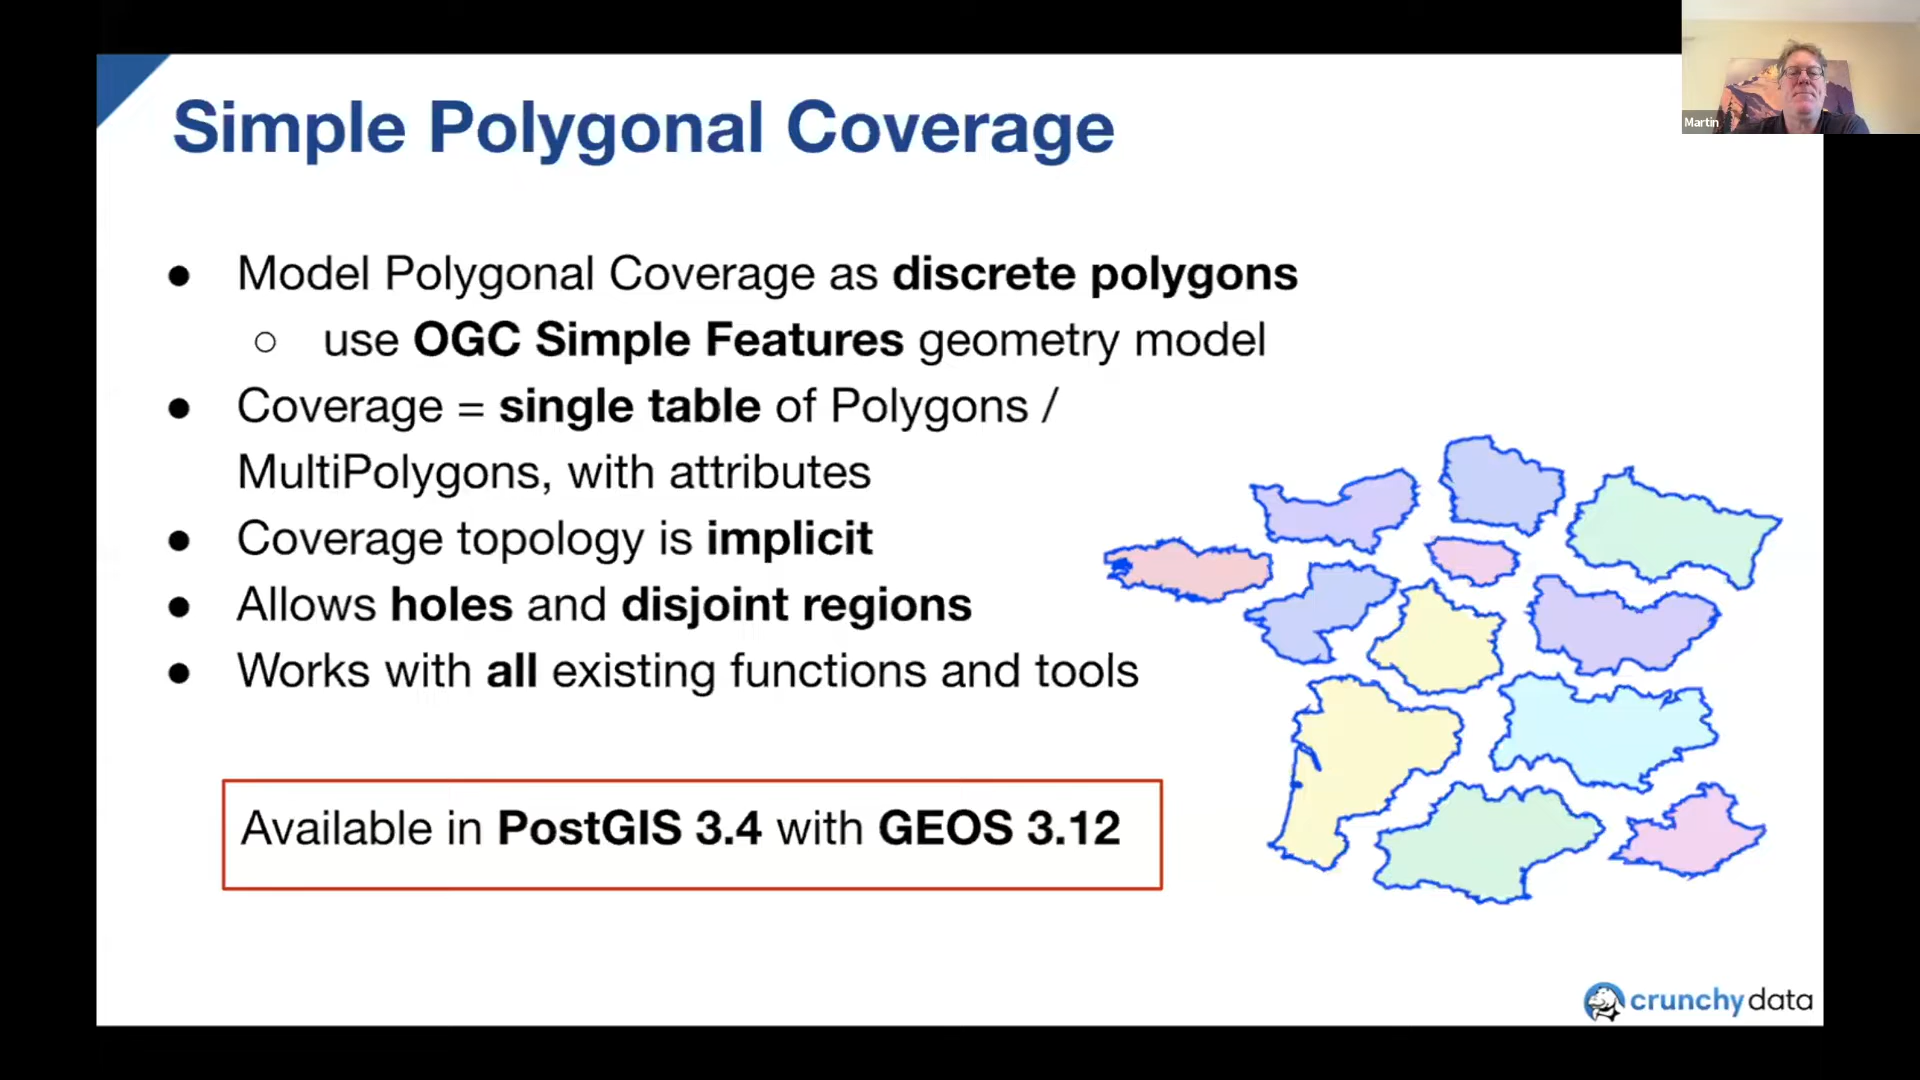 Simple Polygonal Coverage
Martin
● Model Polygonal Coverage as discrete polygons
○ use OGC Simple Features geometry model
● Coverage = single table of Polygons /
MultiPolygons, with attributes
● Coverage topology is implicit
● Allows holes and disjoint regions
● Works with all existing functions and tools
Available in PostGIS 3.4 with GEOS 3.12
crunchydata